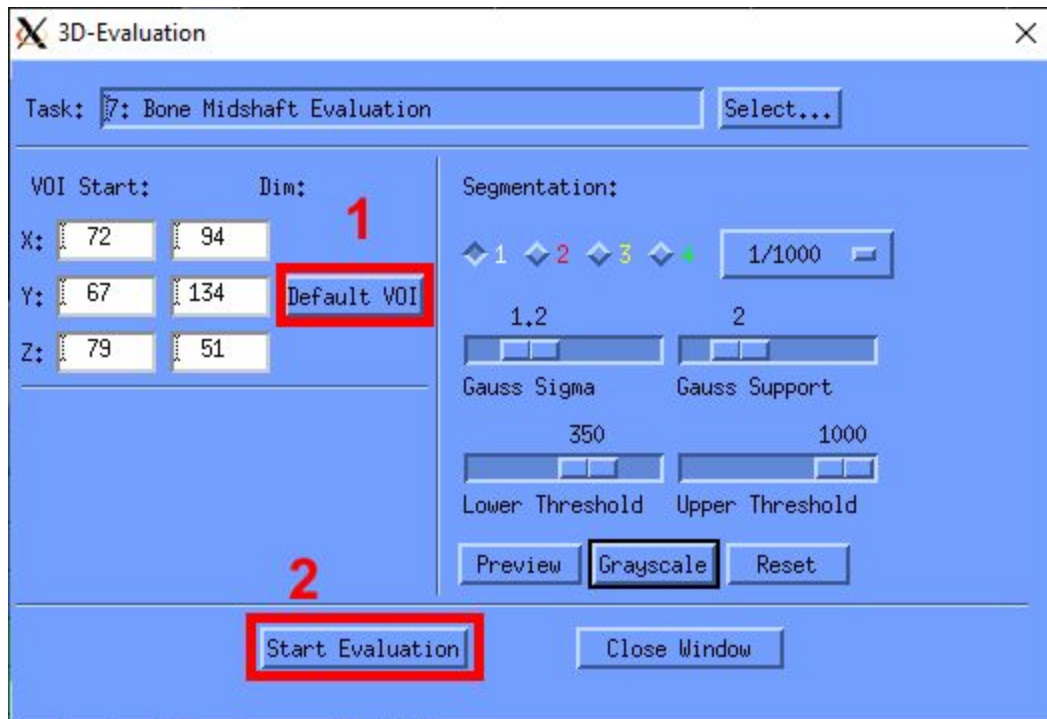 3D-Evaluation
Task: 7: Bone Midshaft Evaluation Select...
VOI Start: Dim:
X: 72 94
Y: 67 134 Default VOI
Z: 79 51
1
Segmentation:
1 2 3 4 1/1000
1.2 2
Gauss Sigma Gauss Support
350 1000
Lower Threshold Upper Threshold
Preview Grayscale Reset
2
Start Evaluation Close Window